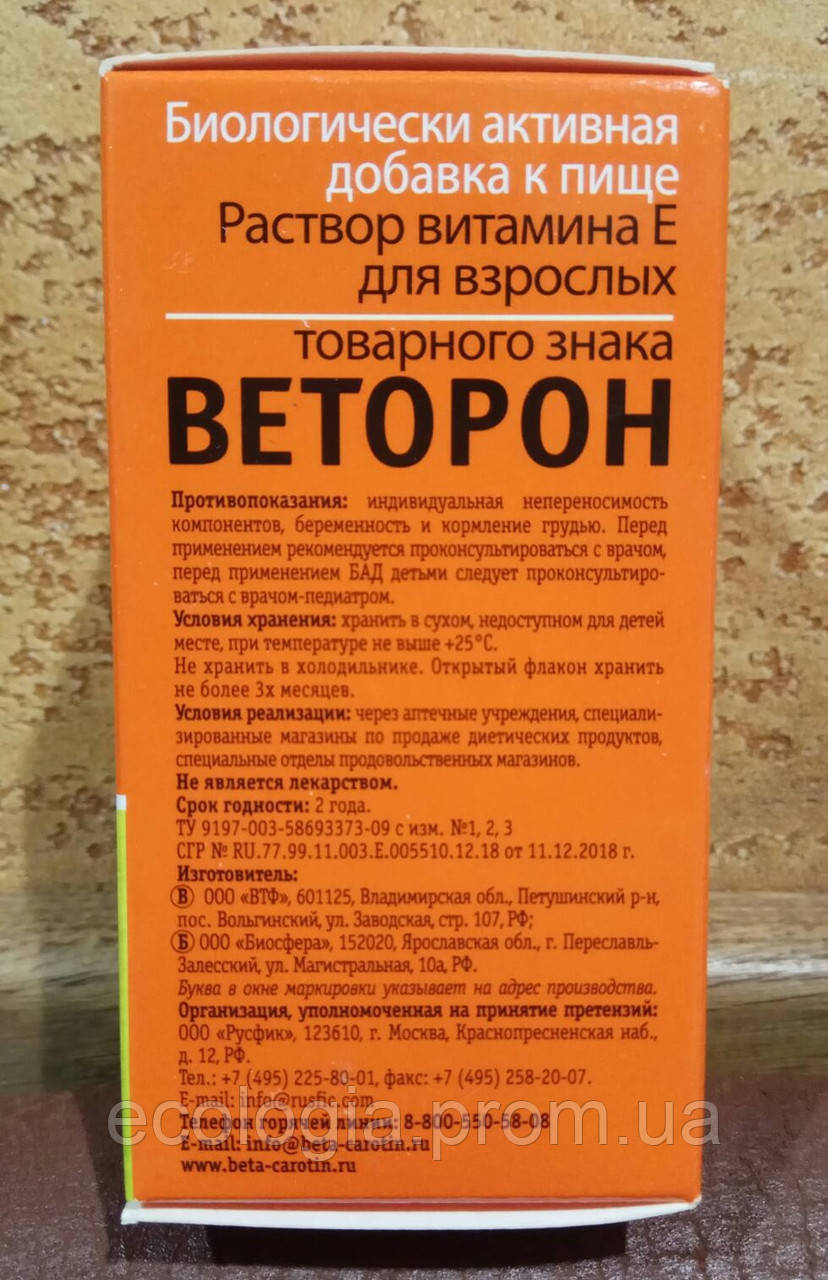 Биологически активная
добавка к пище
Раствор витамина Е
для взрослых
товарного знака
ВЕТОРОН
Противопоказания: индивидуальная непереносимость
компонентов, беременность и кормление грудью. Перед
применением рекомендуется проконсультироваться с врачом,
перед применением БАД детьми следует проконсультиро-
ваться с врачом-педиатром.
Условия хранения: хранить в сухом, недоступном для детей
месте, при температуре не выше +25°С.
Не хранить в холодильнике. Открытый флакон хранить
не более 3х месяцев.
Условия реализации: через аптечные учреждения, специали-
зированные магазины по продаже диетических продуктов,
специальные отделы продовольственных магазинов.
Не является лекарством.
Срок годности: 2 года.
ТУ 9197-003-58693373-09 с изм. №1, 2, 3
СГР № RU.77.99.11.003.Е.005510.12.18 от 11.12.2018 г.
Изготовитель:
В ООО «ВТФ», 601125, Владимирская обл., Петушинский р-н,
пос. Вольгинский, ул. Заводская, стр. 107, РФ;
Б ООО «Биосфера», 152020, Ярославская обл., г. Переславль-
Залесский, ул. Магистральная, 10а, РФ.
Буква в окне маркировки указывает на адрес производства.
Организация, уполномоченная на принятие претензий:
ООО «Русфик», 123610, г. Москва, Краснопресненская наб.,
д. 12, РФ.
Тел.: +7 (495) 225-80-01, факс: +7 (495) 258-20-07.
E-mail: info@rusfic.com
Телефон горячей линии: 8-800-550-58-08
E-mail: info@beta-carotin.ru
www.beta-carotin.ru
ecologia.prom.ua